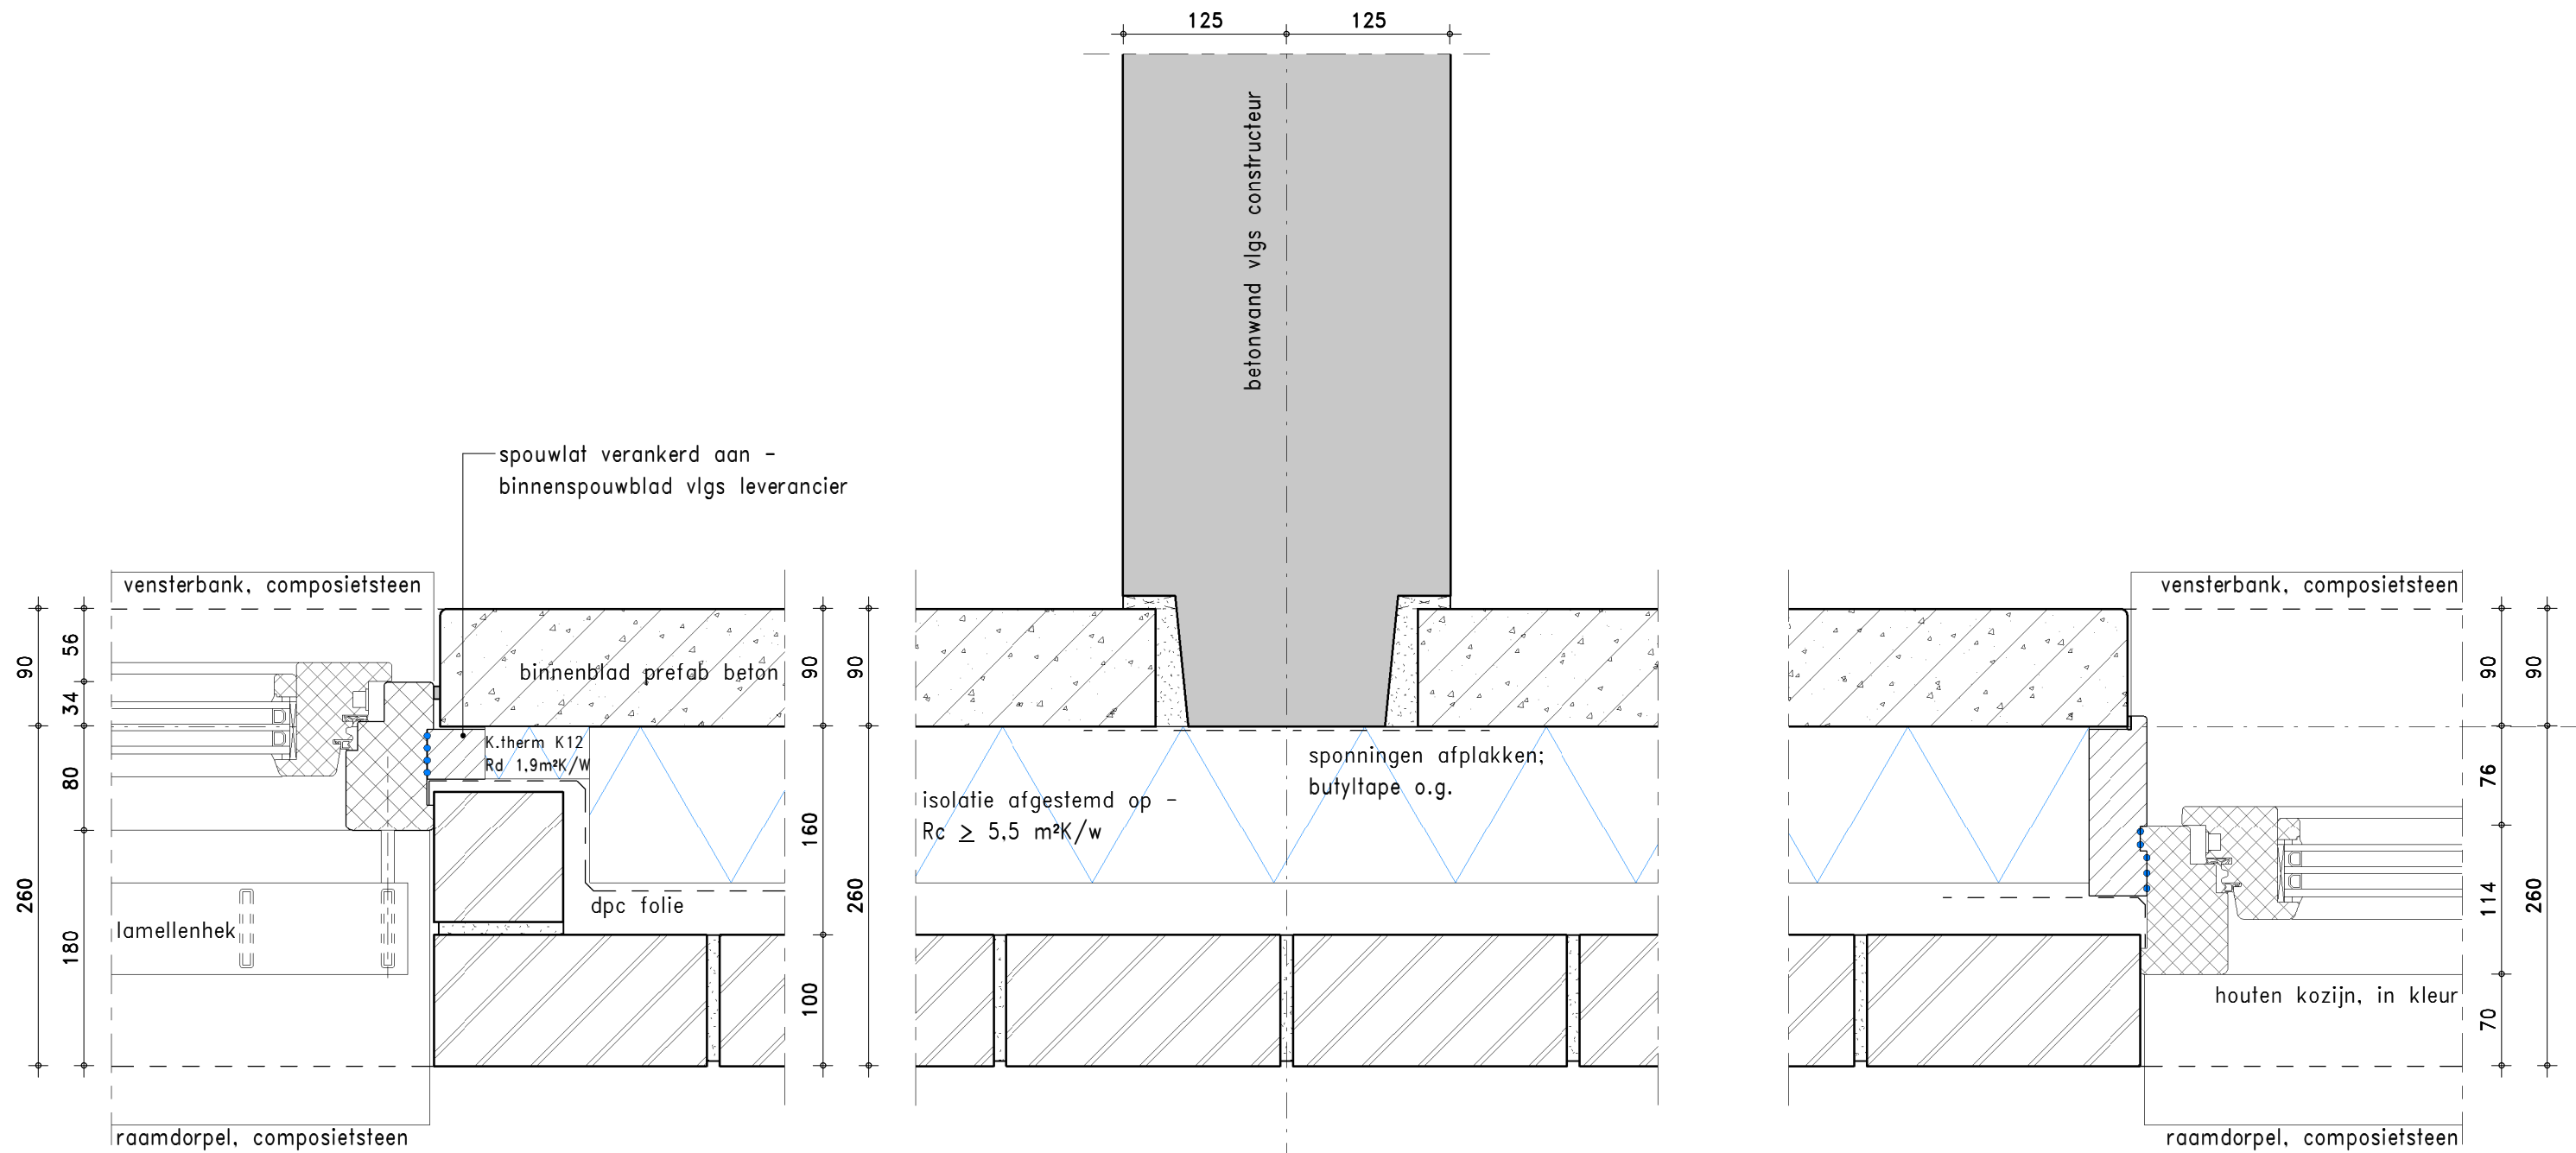 125
125
betonwand vlgs constructeur
spouwlat verankerd aan -
binnenspouwblad vlgs leverancier
vensterbank, composietsteen
vensterbank, composietsteen
90
56
34
80
260
180
binnenblad prefab beton
K.therm K12
Rd 1,9m²K/W
90
160
100
90
260
sponningen afplakken;
butyltape o.g.
isolatie afgestemd op -
Rc ≥ 5,5 m²K/w
dpc folie
lamellenhek
90
76
114
70
90
260
houten kozijn, in kleur
raamdorpel, composietsteen
raamdorpel, composietsteen